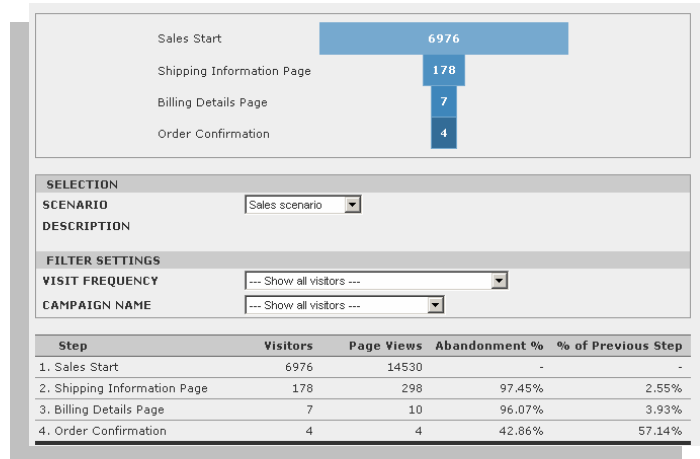 Sales Start 6976
Shipping Information Page 178
Billing Details Page 7
Order Confirmation 4
SELECTION
SCENARIO Sales scenario
DESCRIPTION
FILTER SETTINGS
VISIT FREQUENCY --- Show all visitors ---
CAMPAIGN NAME --- Show all visitors ---
Step Visitors Page Views Abandonment % % of Previous Step
1. Sales Start 6976 14530 - -
2. Shipping Information Page 178 298 97.45% 2.55%
3. Billing Details Page 7 10 96.07% 3.93%
4. Order Confirmation 4 4 42.86% 57.14%